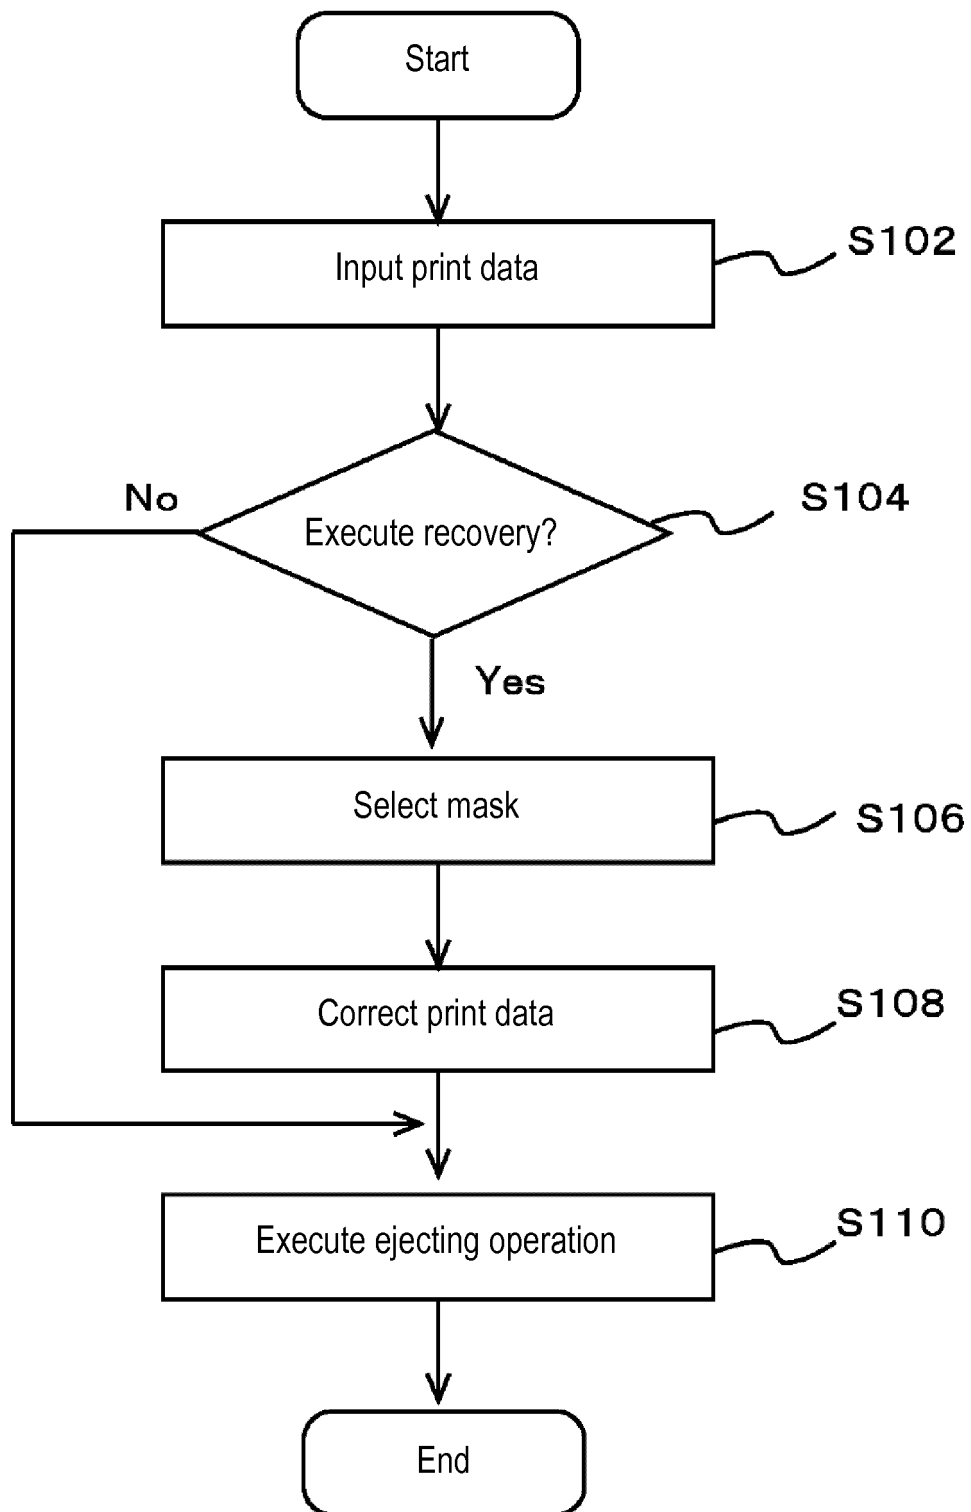 Start
Input print data
S102
No
Execute recovery?
S104
Yes
Select mask
S106
Correct print data
S108
Execute ejecting operation
S110
End